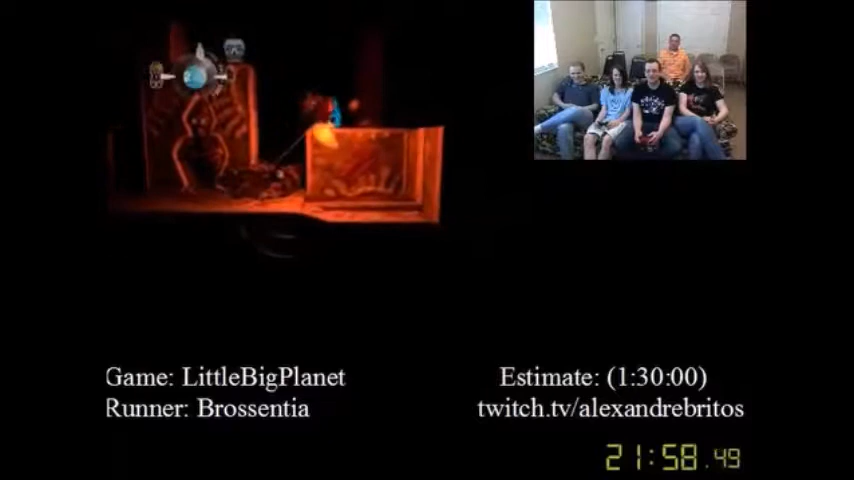 Game: LittleBigPlanet
Runner: Brossentia
Estimate: (1:30:00)
twitch.tv/alexandrebritos
21:58.49